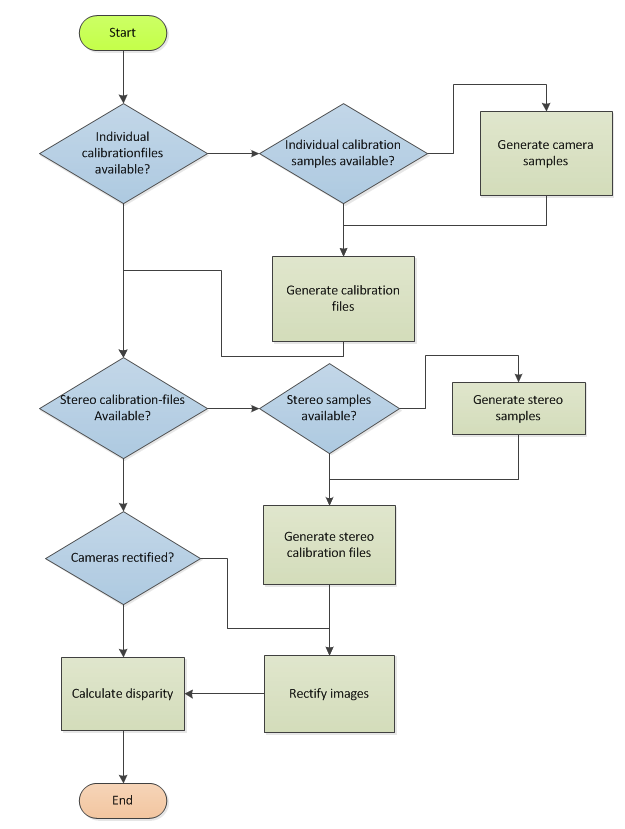 Start
Individual
calibrationfiles
available?
Individual calibration
samples available?
Generate camera
samples
Generate calibration
files
Stereo calibration-files
Available?
Stereo samples
available?
Generate stereo
samples
Cameras rectified?
Generate stereo
calibration files
Calculate disparity
Rectify images
End